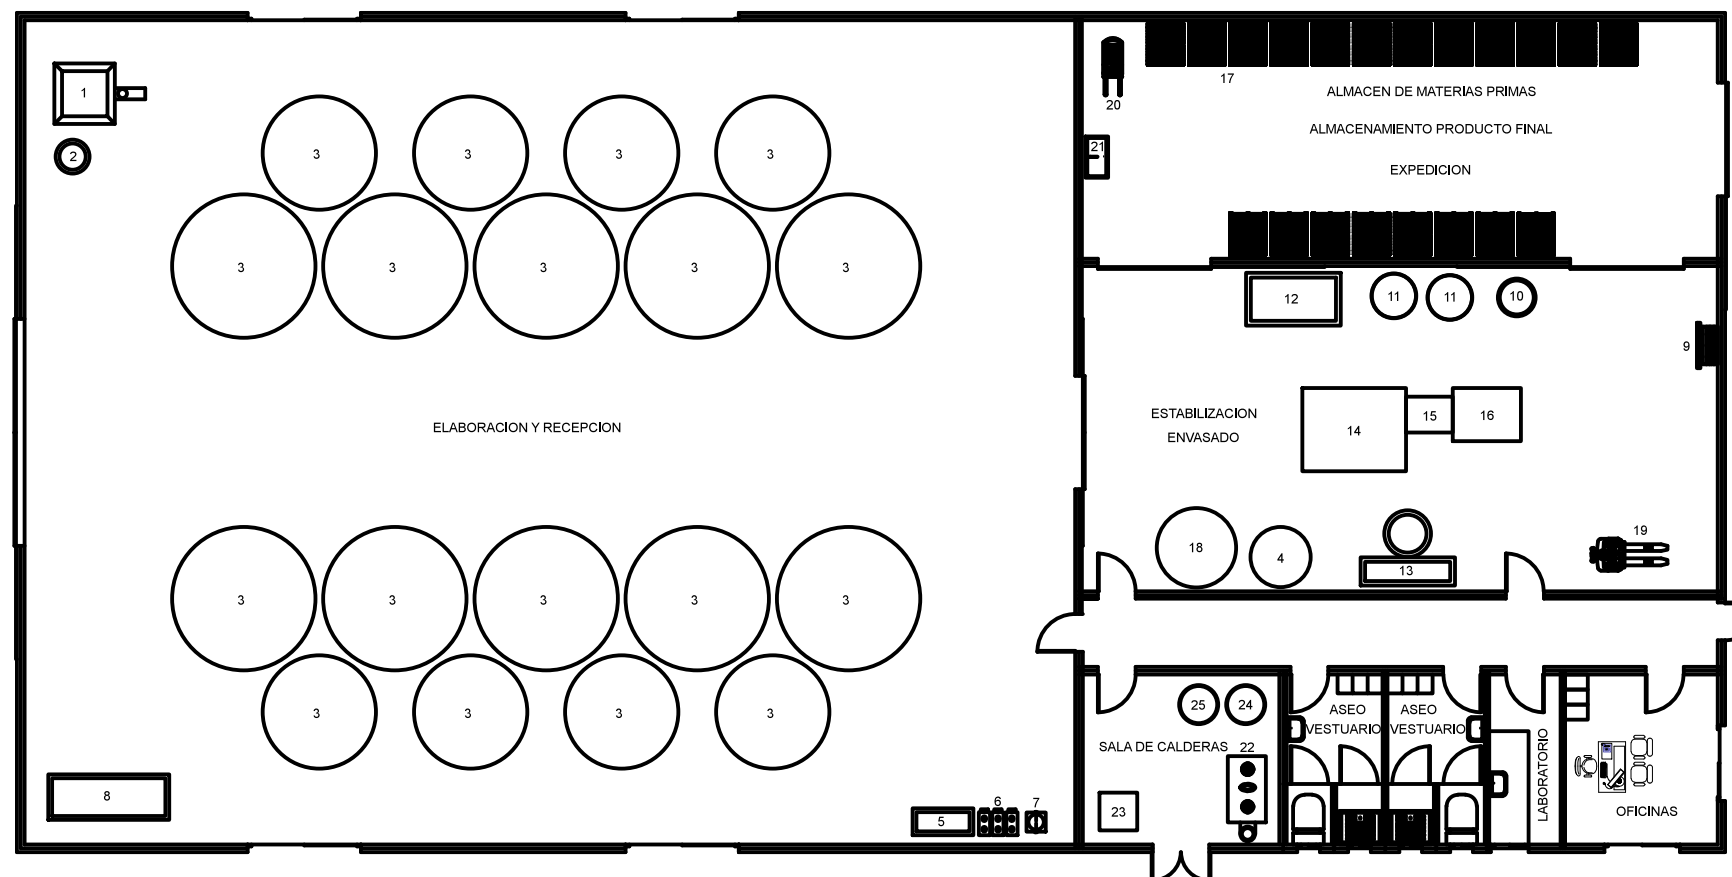 1
2
3 3 3 3
3 3 3 3 3
ELABORACION Y RECEPCION
3 3 3 3 3
3 3 3 3
8
5
6
7
17
20
21
ALMACEN DE MATERIAS PRIMAS
ALMACENAMIENTO PRODUCTO FINAL
EXPEDICION
12
11
11
10
9
ESTABILIZACION
ENVASADO
14
15
16
18
4
13
19
25
24
SALA DE CALDERAS
22
23
ASEO
VESTUARIO
ASEO
VESTUARIO
LABORATORIO
OFICINAS